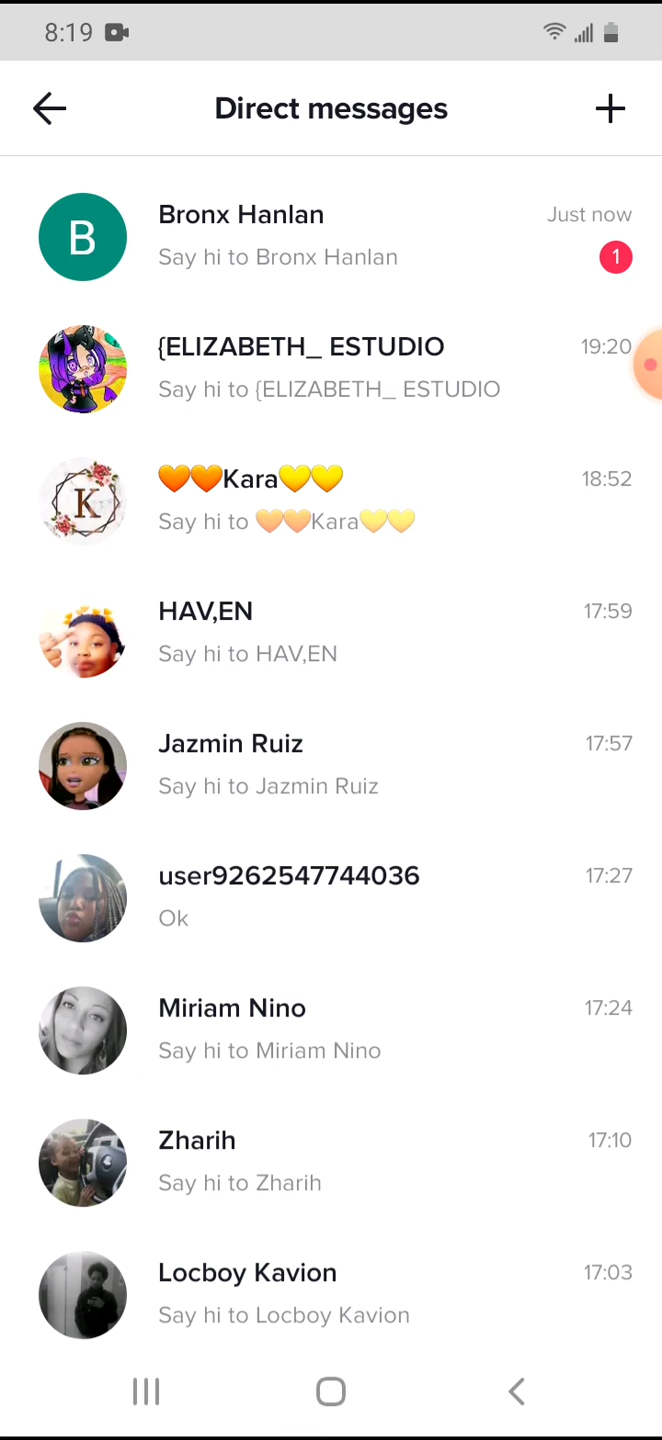 8:19
Direct messages
B
Bronx Hanlan
Just now
Say hi to Bronx Hanlan
1
{ELIZABETH_ ESTUDIO
19:20
Say hi to {ELIZABETH_ ESTUDIO
🧡🧡Kara💛💛
18:52
K
Say hi to 🧡🧡Kara💛💛
HAV,EN
17:59
Say hi to HAV,EN
Jazmin Ruiz
17:57
Say hi to Jazmin Ruiz
user9262547744036
17:27
Ok
Miriam Nino
17:24
Say hi to Miriam Nino
Zharih
17:10
Say hi to Zharih
Locboy Kavion
17:03
Say hi to Locboy Kavion